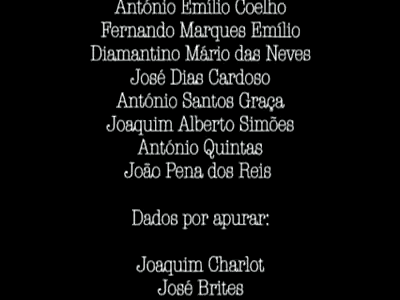 António Emílio Coelho
Fernando Marques Emílio
Diamantino Mário das Neves
José Dias Cardoso
António Santos Graça
Joaquim Alberto Simões
António Quintas
João Pena dos Reis
Dados por apurar:
Joaquim Charlot
José Brites